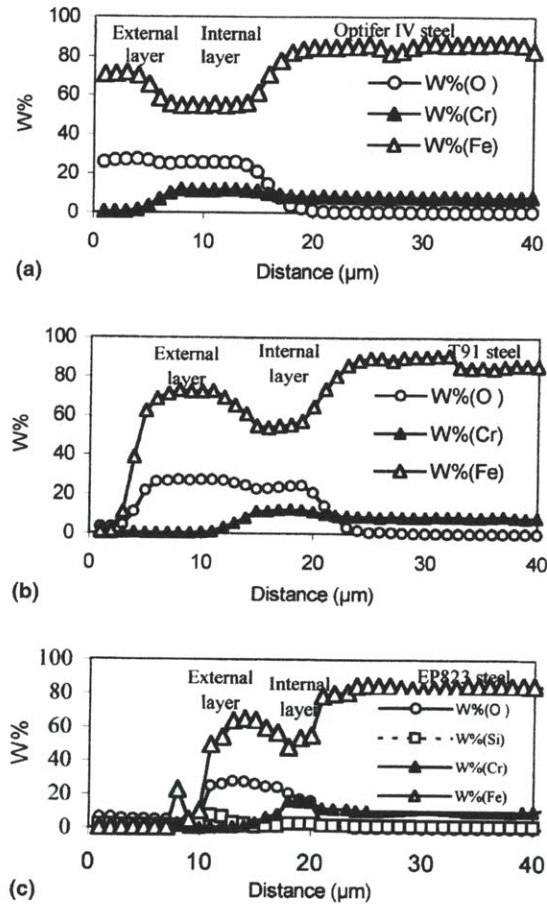 100
80
60
40
20
0
W%
External
layer
Internal
layer
Optifer IV steel
W%(O )
W%(Cr)
W%(Fe)
0 10 20 30 40
(a)
Distance (µm)
100
80
60
40
20
0
W%
External
layer
Internal
layer
T91 steel
W%(O )
W%(Cr)
W%(Fe)
0 10 20 30 40
(b)
Distance (µm)
100
80
60
40
20
0
W%
External
layer
Internal
layer
EP823 steel
W%(O )
W%(Si)
W%(Cr)
W%(Fe)
0 10 20 30 40
(c)
Distance (µm)